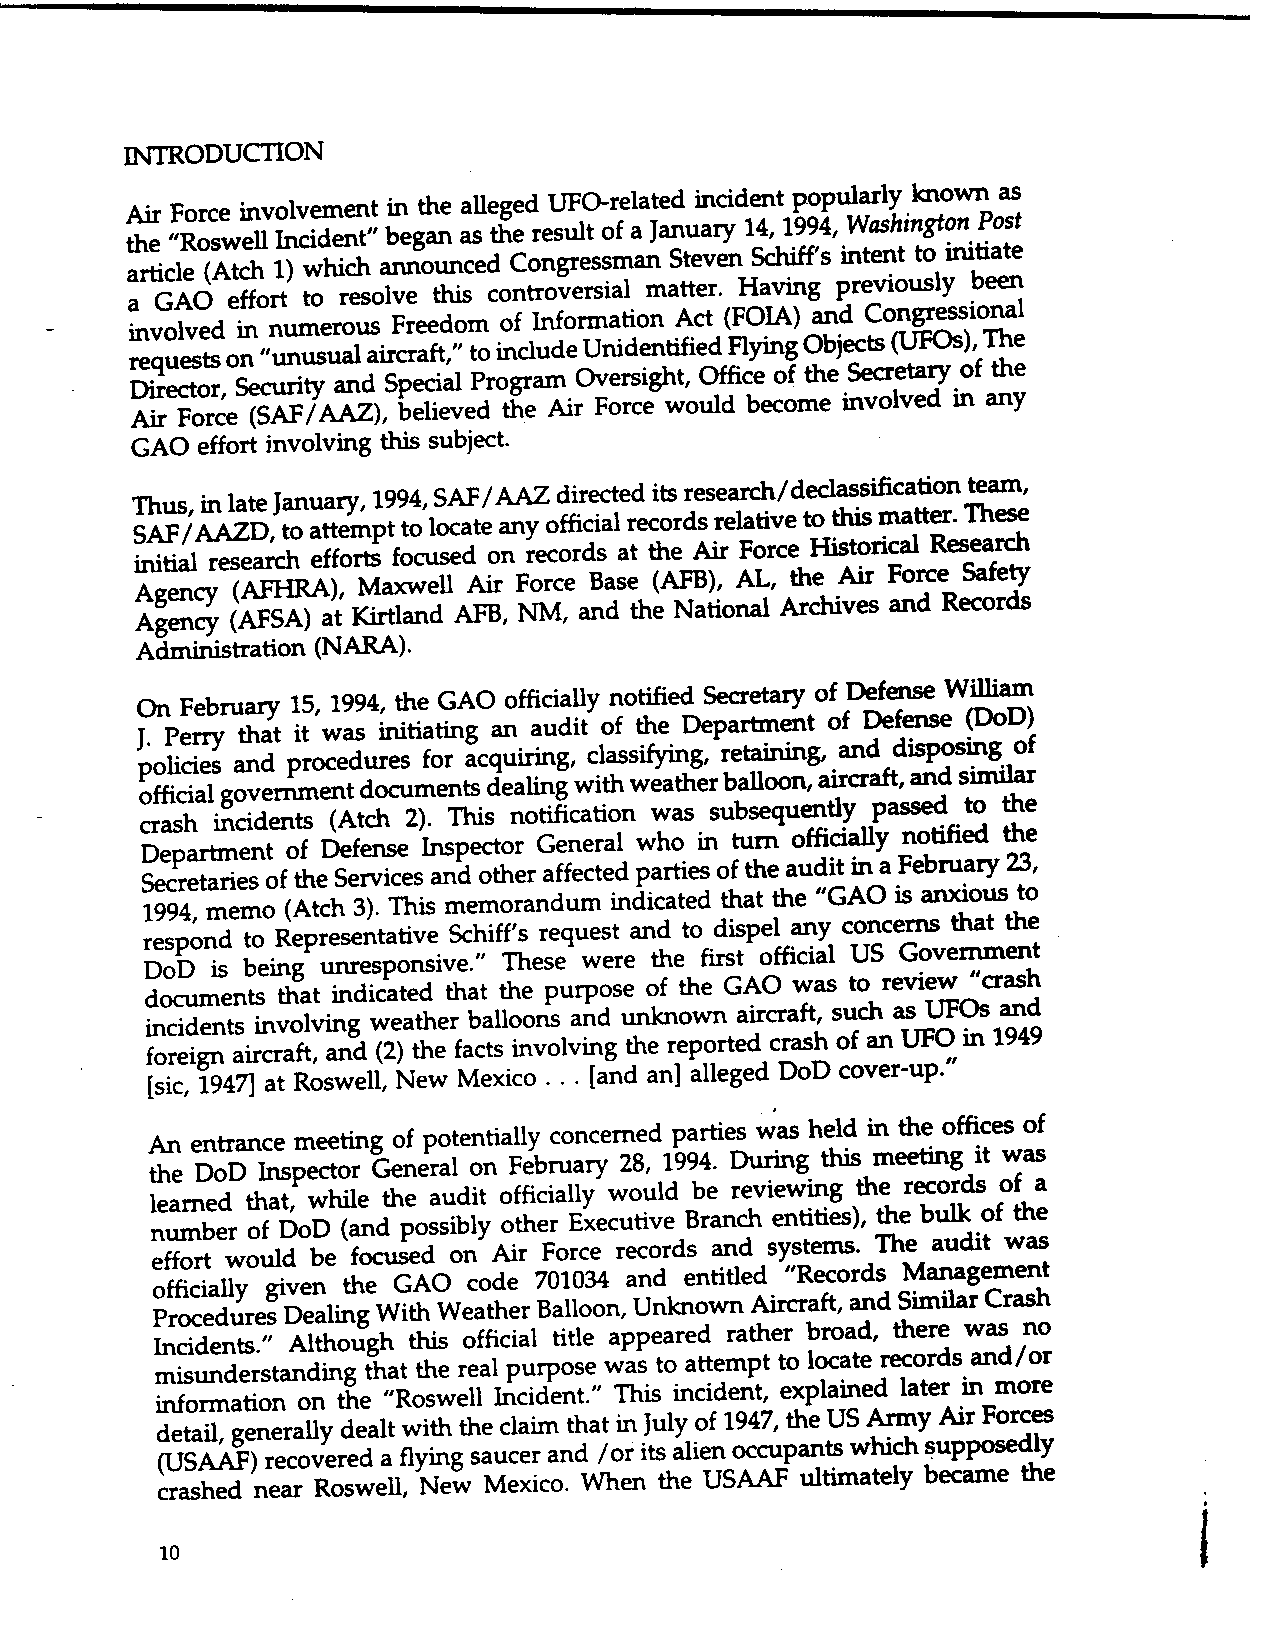 INTRODUCTION
Air Force involvement in the alleged UFO-related incident popularly known as
the "Roswell Incident" began as the result of a January 14, 1994, Washington Post
article (Atch 1) which announced Congressman Steven Schiff's intent to initiate
a GAO effort to resolve this controversial matter. Having previously been
involved in numerous Freedom of Information Act (FOIA) and Congressional
requests on "unusual aircraft," to include Unidentified Flying Objects (UFOs), The
Director, Security and Special Program Oversight, Office of the Secretary of the
Air Force (SAF/AAZ), believed the Air Force would become involved in any
GAO effort involving this subject.
Thus, in late January, 1994, SAF/AAZ directed its research/declassification team,
SAF/AAZD, to attempt to locate any official records relative to this matter. These
initial research efforts focused on records at the Air Force Historical Research
Agency (AFHRA), Maxwell Air Force Base (AFB), AL, the Air Force Safety
Agency (AFSA) at Kirtland AFB, NM, and the National Archives and Records
Administration (NARA).
On February 15, 1994, the GAO officially notified Secretary of Defense William
J. Perry that it was initiating an audit of the Department of Defense (DoD)
policies and procedures for acquiring, classifying, retaining, and disposing of
official government documents dealing with weather balloon, aircraft, and similar
crash incidents (Atch 2). This notification was subsequently passed to the
Department of Defense Inspector General who in turn officially notified the
Secretaries of the Services and other affected parties of the audit in a February 23,
1994, memo (Atch 3). This memorandum indicated that the "GAO is anxious to
respond to Representative Schiff's request and to dispel any concerns that the
DoD is being unresponsive." These were the first official US Government
documents that indicated that the purpose of the GAO was to review "crash
incidents involving weather balloons and unknown aircraft, such as UFOs and
foreign aircraft, and (2) the facts involving the reported crash of an UFO in 1949
[sic, 1947] at Roswell, New Mexico . . . [and an] alleged DoD cover-up."
An entrance meeting of potentially concerned parties was held in the offices of
the DoD Inspector General on February 28, 1994. During this meeting it was
learned that, while the audit officially would be reviewing the records of a
number of DoD (and possibly other Executive Branch entities), the bulk of the
effort would be focused on Air Force records and systems. The audit was
officially given the GAO code 701034 and entitled "Records Management
Procedures Dealing With Weather Balloon, Unknown Aircraft, and Similar Crash
Incidents." Although this official title appeared rather broad, there was no
misunderstanding that the real purpose was to attempt to locate records and/or
information on the "Roswell Incident." This incident, explained later in more
detail, generally dealt with the claim that in July of 1947, the US Army Air Forces
(USAAF) recovered a flying saucer and /or its alien occupants which supposedly
crashed near Roswell, New Mexico. When the USAAF ultimately became the
10